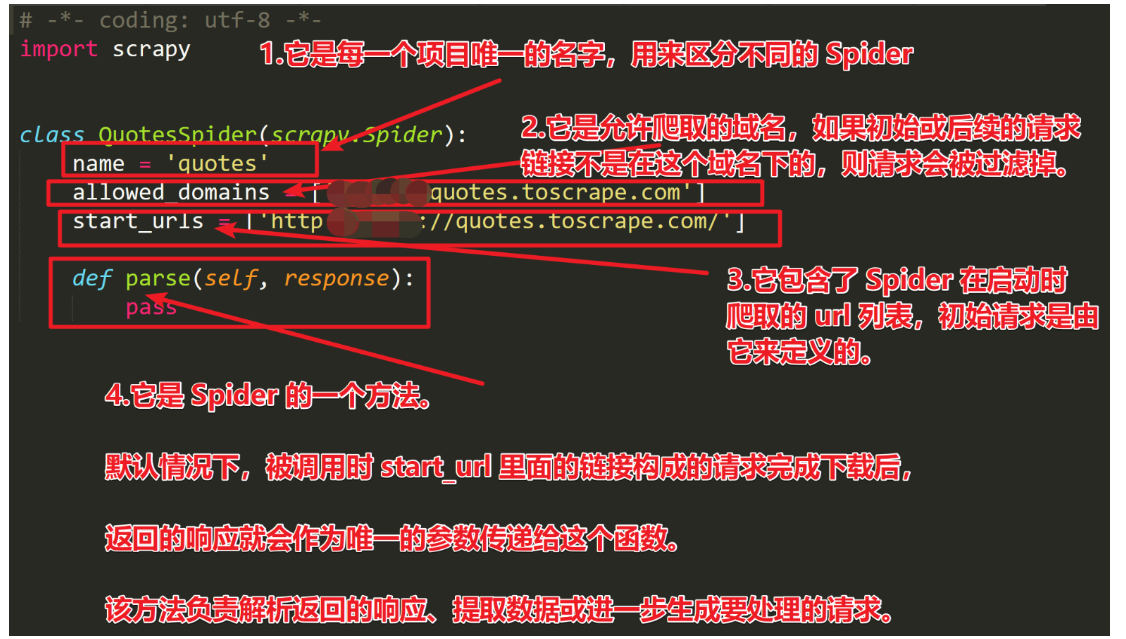 # -*- coding: utf-8 -*-
import scrapy
1.它是每一个项目唯一的名字，用来区分不同的 Spider
class QuotesSpider(scrapy.Spider):
2.它是允许爬取的域名，如果初始或后续的请求
链接不是在这个域名下的，则请求会被过滤掉。
name = 'quotes'
allowed_domains = [ quotes.toscrape.com']
start_urls = ['http ://quotes.toscrape.com/']
def parse(self, response):
pass
3.它包含了 Spider 在启动时
爬取的 url 列表，初始请求是由
它来定义的。
4.它是 Spider 的一个方法。
默认情况下，被调用时 start_url 里面的链接构成的请求完成下载后，
返回的响应就会作为唯一的参数传递给这个函数。
该方法负责解析返回的响应、提取数据或进一步生成要处理的请求。